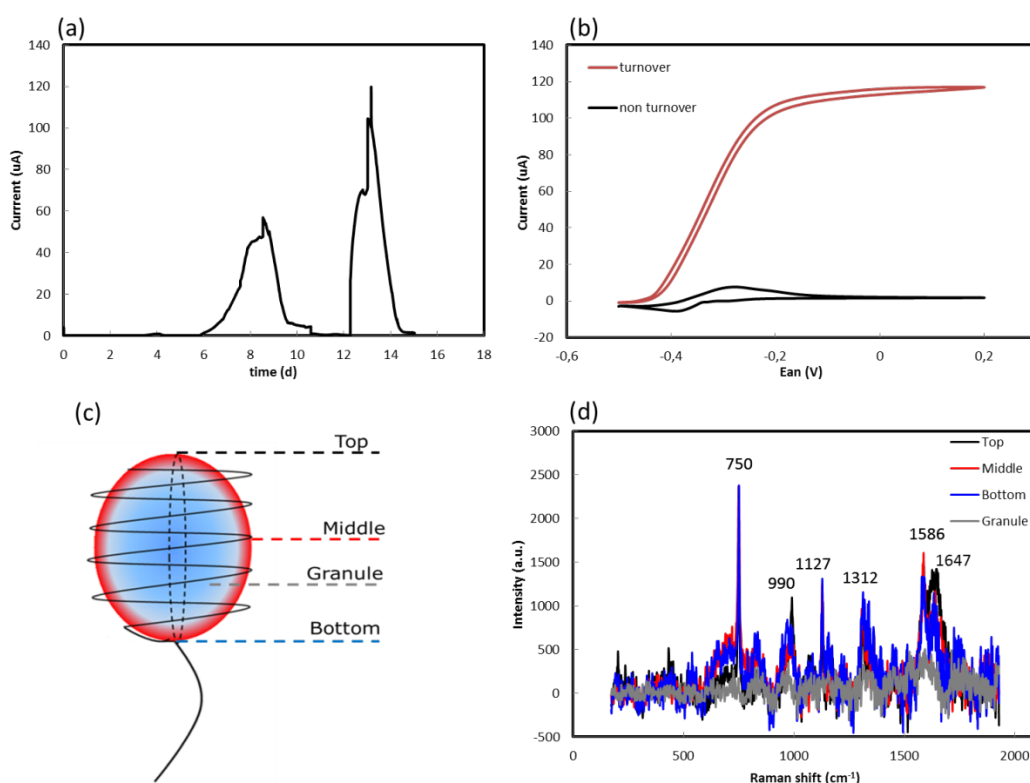 (a)
140
120
100
80
60
40
20
0
Currrent (uA)
0 2 4 6 8 10 12 14 16 18
time (d)
(b)
140
120
100
80
60
40
20
0
-20
Current (uA)
turnover
non turnover
-0,6 -0,4 -0,2 0 0,2
Ean (V)
(c)
Top
Middle
Granule
Bottom
(d)
3000
2500
2000
1500
1000
500
0
-500
Intensity (a.u.)
Top
Middle
Bottom
Granule
750
990
1127
1312
1586
1647
0 500 1000 1500 2000
Raman shift (cm-1)